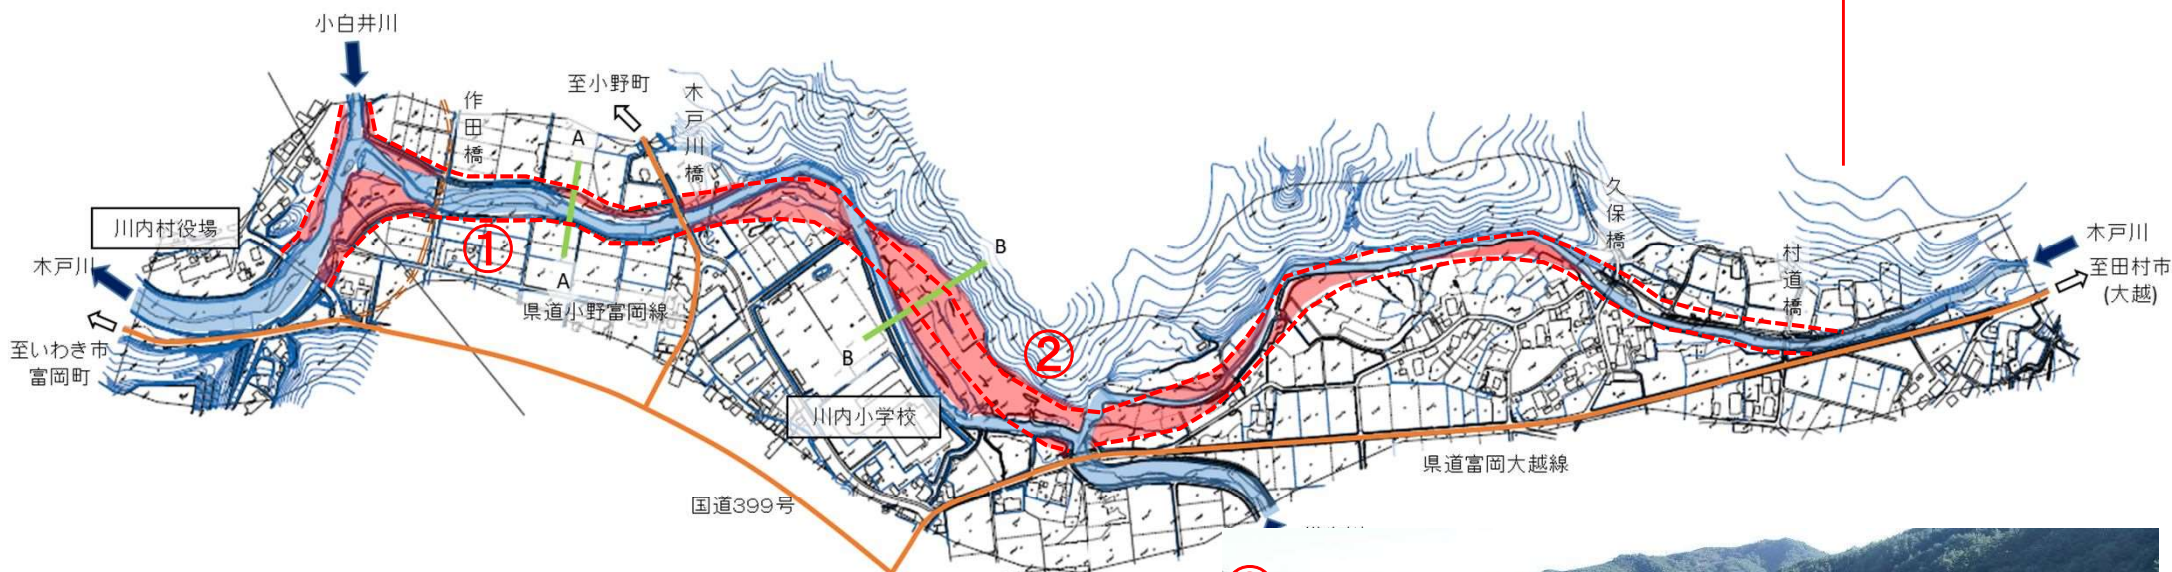 小白井川
至小野町
作田橋
木戸川橋
A
A
川内村役場
①
木戸川
県道小野富岡線
至いわき市
富岡町
B
B
②
川内小学校
国道399号
県道富岡大越線
久保橋
村道橋
木戸川
至田村市
(大越)